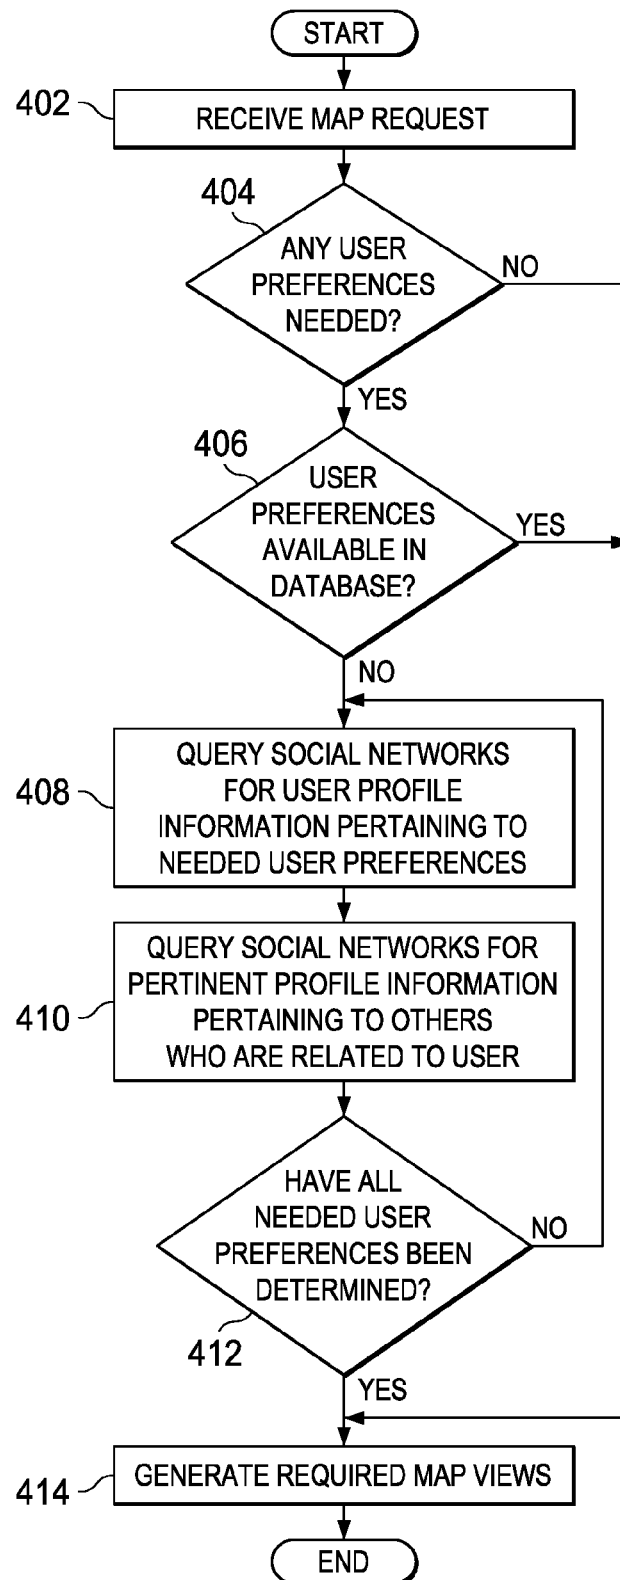 START
402
RECEIVE MAP REQUEST
404
ANY USER
PREFERENCES
NEEDED?
NO
YES
406
USER
PREFERENCES
AVAILABLE IN
DATABASE?
YES
NO
408
QUERY SOCIAL NETWORKS
FOR USER PROFILE
INFORMATION PERTAINING TO
NEEDED USER PREFERENCES
410
QUERY SOCIAL NETWORKS FOR
PERTINENT PROFILE INFORMATION
PERTAINING TO OTHERS
WHO ARE RELATED TO USER
HAVE ALL
NEEDED USER
PREFERENCES BEEN
DETERMINED?
NO
412
YES
414
GENERATE REQUIRED MAP VIEWS
END